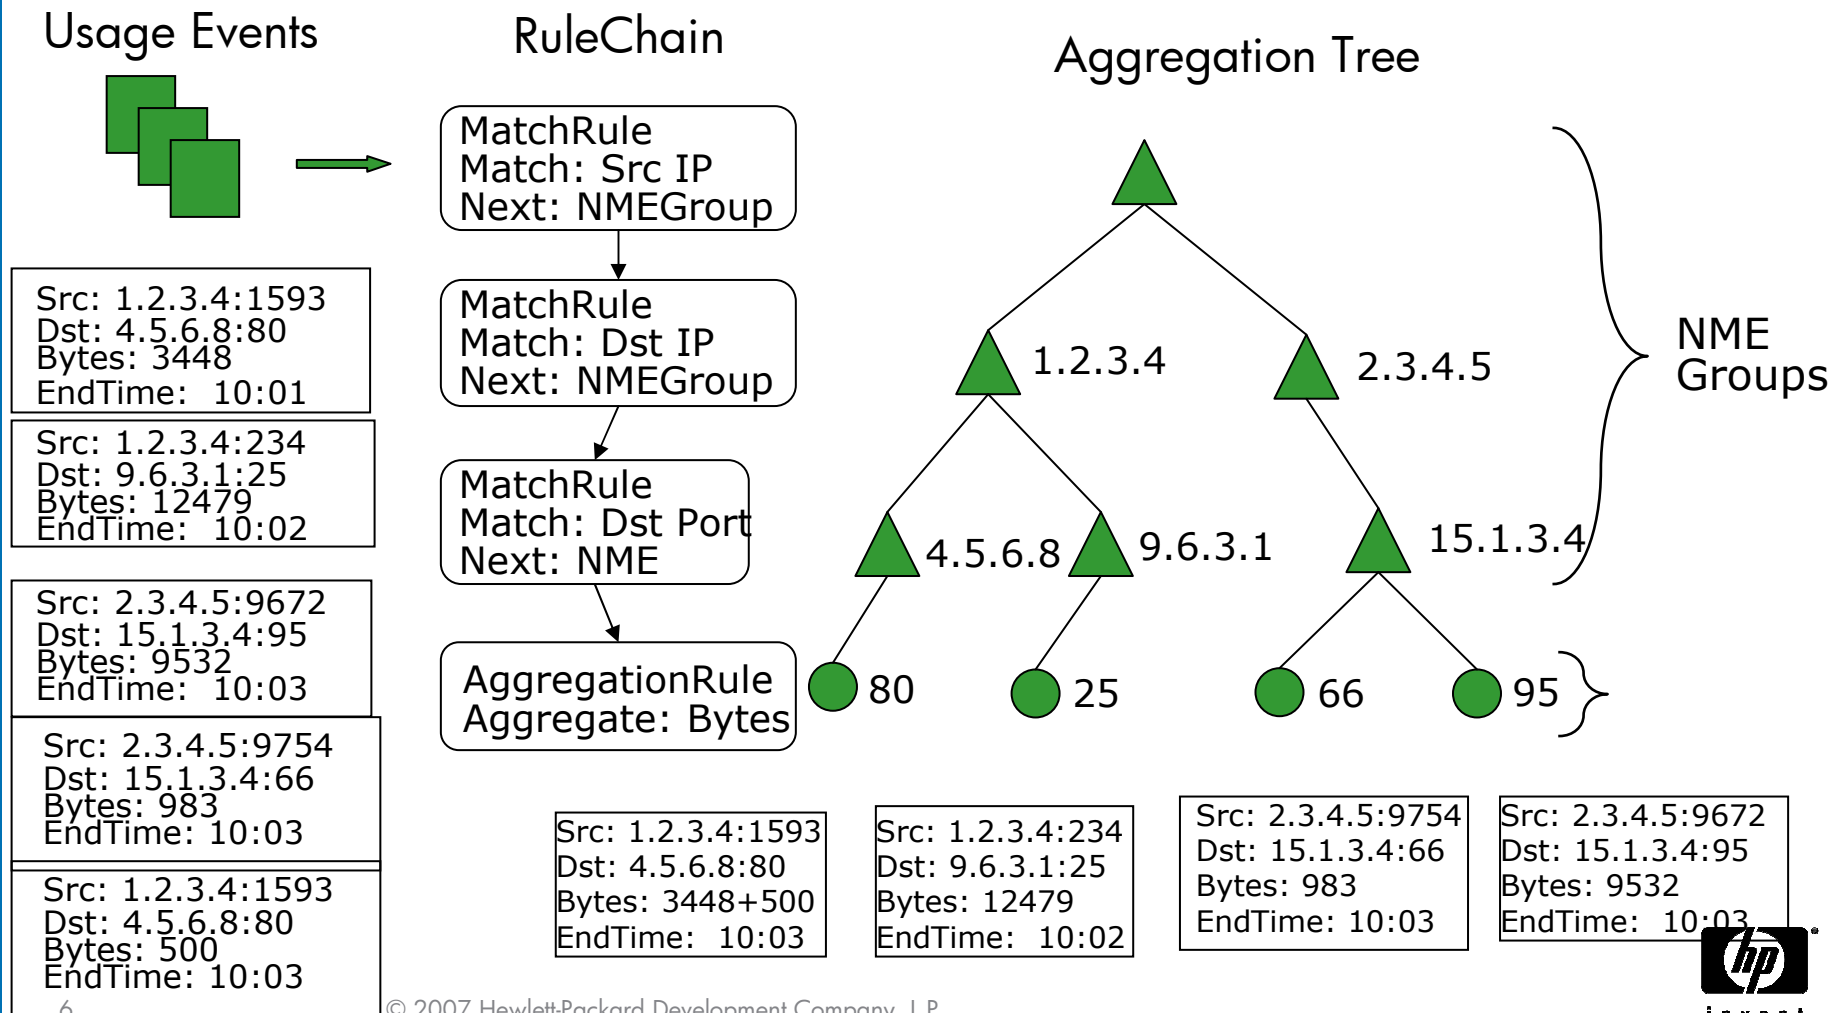 Usage Events
RuleChain
Aggregation Tree
MatchRule
Match: Src IP
Next: NMEGroup
MatchRule
Match: Dst IP
Next: NMEGroup
MatchRule
Match: Dst Port
Next: NME
AggregationRule
Aggregate: Bytes
Src: 1.2.3.4:1593
Dst: 4.5.6.8:80
Bytes: 3448
EndTime: 10:01
Src: 1.2.3.4:234
Dst: 9.6.3.1:25
Bytes: 12479
EndTime: 10:02
Src: 2.3.4.5:9672
Dst: 15.1.3.4:95
Bytes: 9532
EndTime: 10:03
Src: 2.3.4.5:9754
Dst: 15.1.3.4:66
Bytes: 983
EndTime: 10:03
Src: 1.2.3.4:1593
Dst: 4.5.6.8:80
Bytes: 500
EndTime: 10:03
1.2.3.4
2.3.4.5
NME
Groups
4.5.6.8
9.6.3.1
15.1.3.4
80
25
66
95
Src: 1.2.3.4:1593
Dst: 4.5.6.8:80
Bytes: 3448+500
EndTime: 10:03
Src: 1.2.3.4:234
Dst: 9.6.3.1:25
Bytes: 12479
EndTime: 10:02
Src: 2.3.4.5:9754
Dst: 15.1.3.4:66
Bytes: 983
EndTime: 10:03
Src: 2.3.4.5:9672
Dst: 15.1.3.4:95
Bytes: 9532
EndTime: 10:03
hp
6
© 2007 Hewlett-Packard Development Company, L.P.